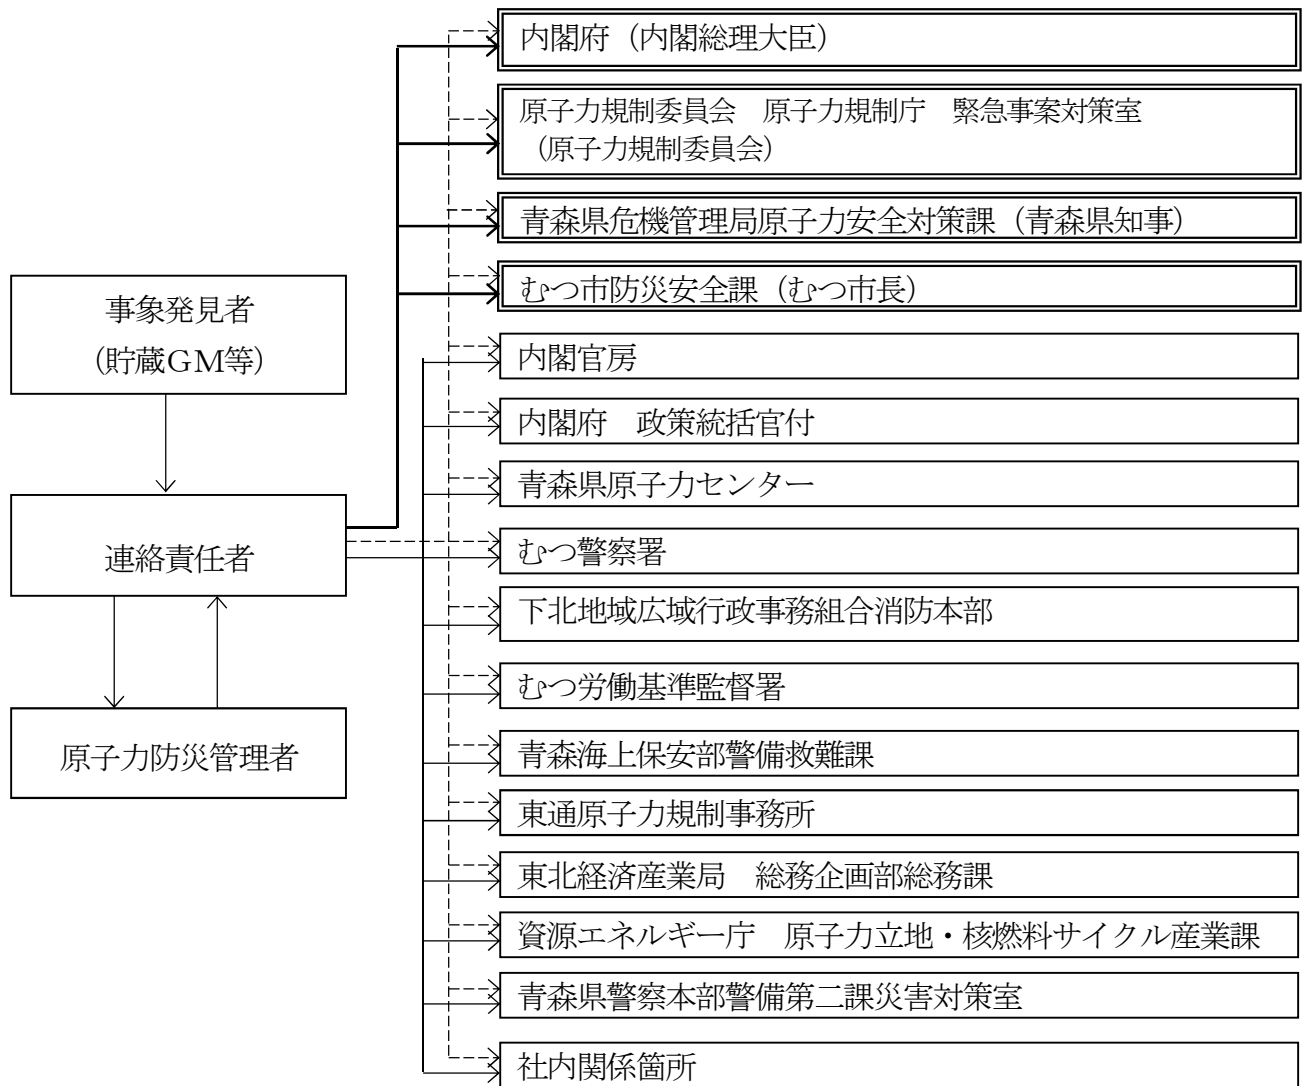 内閣府（内閣総理大臣）
原子力規制委員会　原子力規制庁　緊急事案対策室
（原子力規制委員会）
青森県危機管理局原子力安全対策課（青森県知事）
むつ市防災安全課（むつ市長）
事象発見者
（貯蔵ＧＭ等）
内閣官房
内閣府　政策統括官付
青森県原子力センター
連絡責任者
むつ警察署
下北地域広域行政事務組合消防本部
むつ労働基準監督署
原子力防災管理者
青森海上保安部警備救難課
東通原子力規制事務所
東北経済産業局　総務企画部総務課
資源エネルギー庁　原子力立地・核燃料サイクル産業課
青森県警察本部警備第二課災害対策室
社内関係箇所